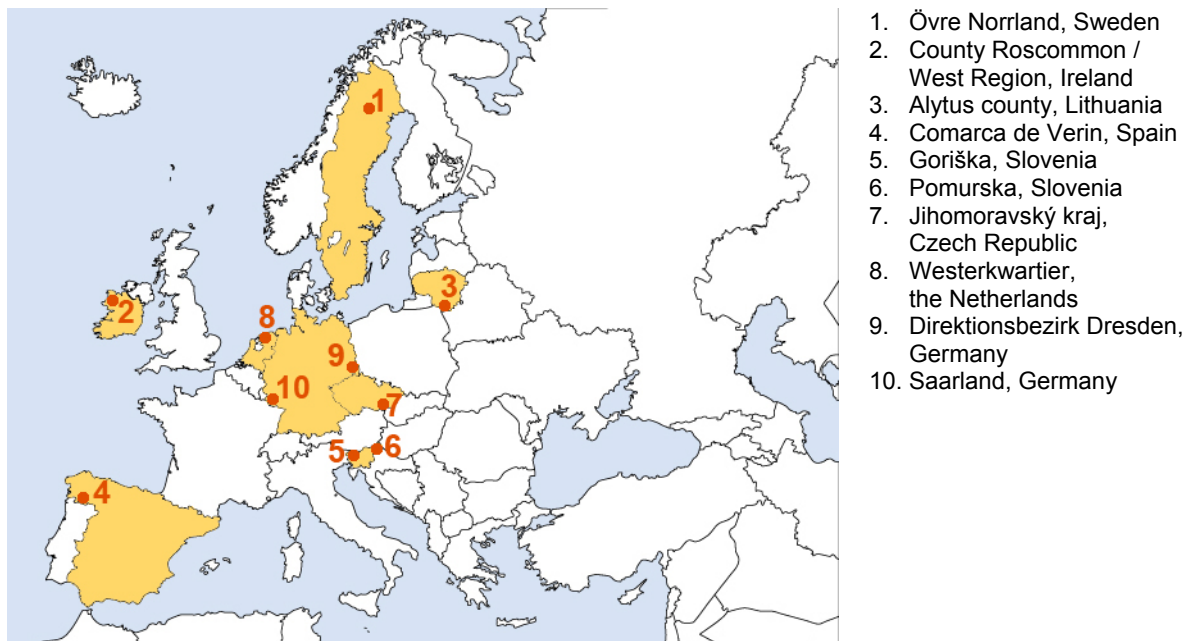 1
2
3
8
9
10
7
5
6
4
1. Övre Norrland, Sweden
2. County Roscommon /
West Region, Ireland
3. Alytus county, Lithuania
4. Comarca de Verin, Spain
5. Goriška, Slovenia
6. Pomurska, Slovenia
7. Jihomoravský kraj,
Czech Republic
8. Westerkwartier,
the Netherlands
9. Direktionsbezirk Dresden,
Germany
10. Saarland, Germany